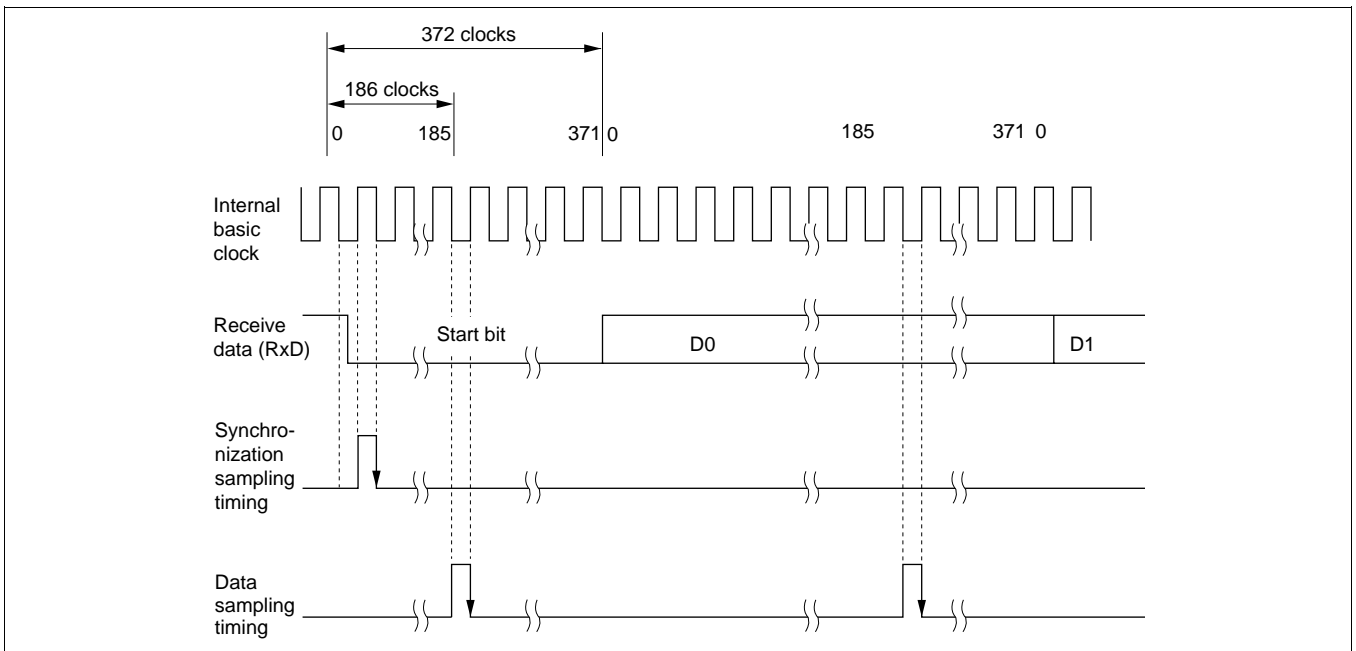 372 clocks
186 clocks
0 185 371 0 185 371 0
Internal
basic
clock
Receive
data (RxD)
Start bit
D0
D1
Synchro-
nization
sampling
timing
Data
sampling
timing